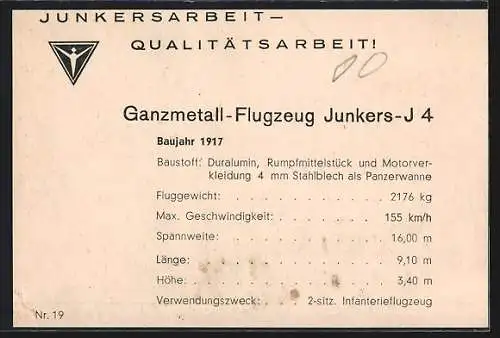 JUNKERSARBEIT—
QUALITÄTSARBEIT!
Ganzmetall-Flugzeug Junkers-J 4
Baujahr 1917
Baustoff: Duralumin, Rumpfmittelstück und Motorver-
kleidung 4 mm Stahlblech als Panzerwanne
Fluggewicht: . . . . . . . . . . . 2176 kg
Max. Geschwindigkeit: . . . . . . . . 155 km/h
Spannweite: . . . . . . . . . . . 16,00 m
Länge: . . . . . . . . . . . . . 9,10 m
Höhe: . . . . . . . . . . . . . 3,40 m
Verwendungszweck: . . . 2-sitz. Infanterieflugzeug
Nr. 19